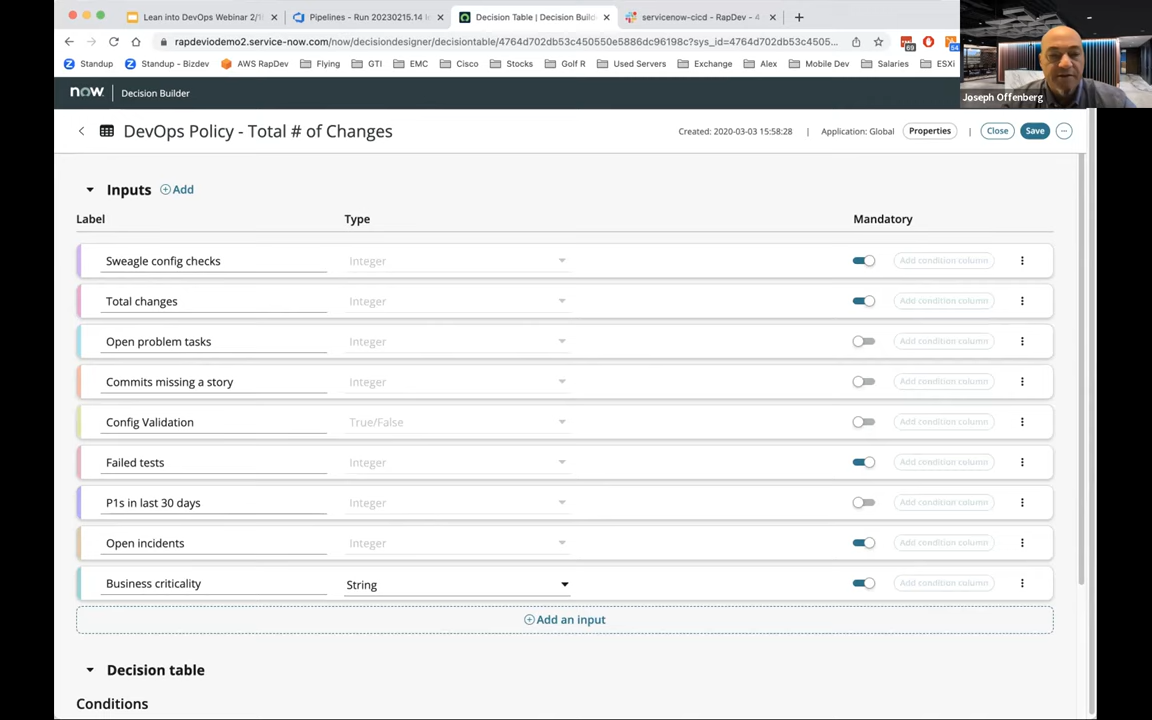 Lean into DevOps Webinar 2/1
Pipelines - Run 20230215.14 l
Decision Table | Decision Buil
servicenow-cicd - RapDev - 4
rapdeviodemo2.service-now.com/now/decisiondesigner/decisiontable/4764d702db53c450550e5886dc96198c?sys_id=4764d702db53c450550e5886dc96198c&sys_id=4764d702db53c45...
Standup
Standup - Bizdev
AWS RapDev
Flying
GTI
EMC
Cisco
Stocks
Golf R
Used Servers
Exchange
Alex
Mobile Dev
Salaries
ESXi
Joseph Offenberg
now. Decision Builder
DevOps Policy - Total # of Changes
Created: 2020-03-03 15:58:28 | Application: Global Properties | Close Save
Inputs Add
Label Type Mandatory
Sweagle config checks Integer Add condition column
Total changes Integer Add condition column
Open problem tasks Integer Add condition column
Commits missing a story Integer Add condition column
Config Validation True/False Add condition column
Failed tests Integer Add condition column
P1s in last 30 days Integer Add condition column
Open incidents Integer Add condition column
Business criticality String Add condition column
Add an input
Decision table
Conditions